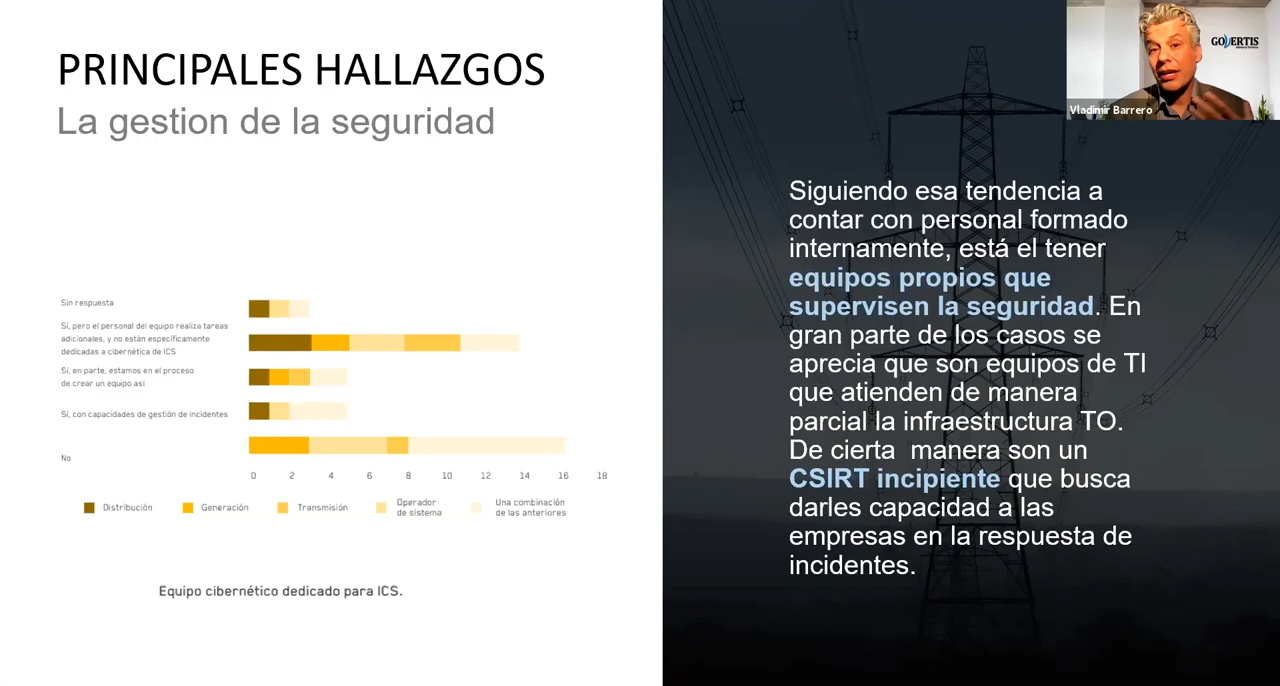 PRINCIPALES HALLAZGOS
La gestion de la seguridad
Sin respuesta
Sí, pero el personal del equipo realiza tareas
adicionales, y no están específicamente
dedicadas a cibernética de ICS
Sí, en parte, estamos en el proceso
de crear un equipo así
Sí, con capacidades de gestión de incidentes
No
0 2 4 6 8 10 12 14 16 18
Distribución
Generación
Transmisión
Operador
de sistema
Una combinación
de las anteriores
Equipo cibernético dedicado para ICS.
GOVERTIS
Vladimir Barrero
Siguiendo esa tendencia a
contar con personal formado
internamente, está el tener
equipos propios que
supervisen la seguridad. En
gran parte de los casos se
aprecia que son equipos de TI
que atienden de manera
parcial la infraestructura TO.
De cierta manera son un
CSIRT incipiente que busca
darles capacidad a las
empresas en la respuesta de
incidentes.